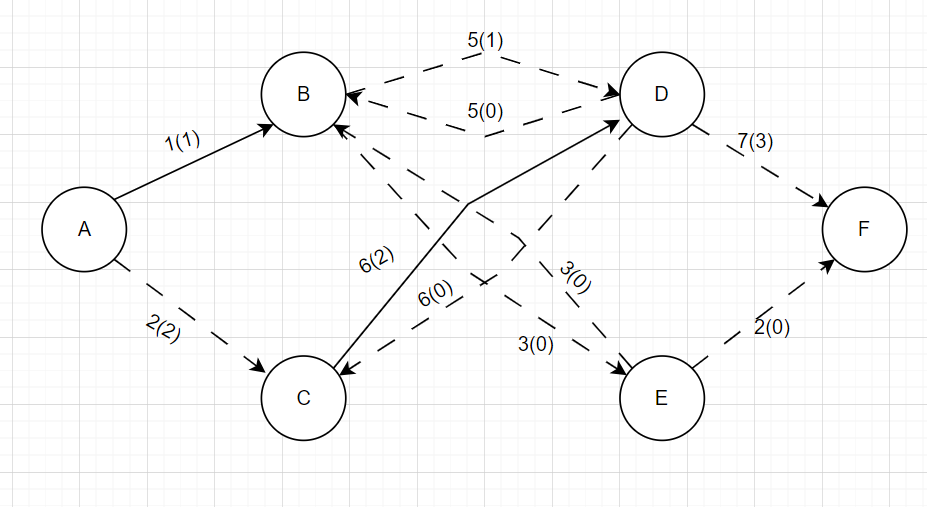 5(1)
B
D
5(0)
1(1)
7(3)
A
F
6(2)
3(0)
6(0)
2(2)
2(0)
3(0)
C
E